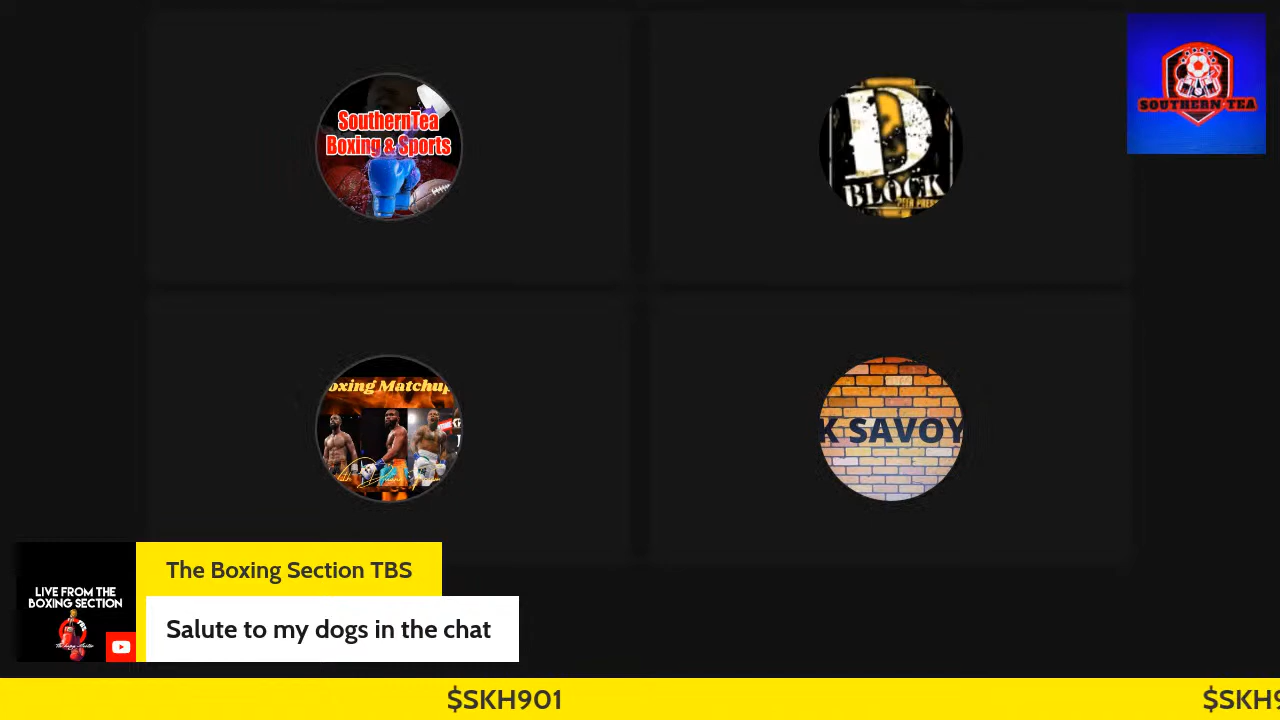 SouthernTea
Boxing & Sports
D
BLOCK
SOUTHERN TEA
oxing Matchup
K SAVOY
LIVE FROM THE
BOXING SECTION
The Boxing Section TBS
Salute to my dogs in the chat
$SKH901
$SKH9